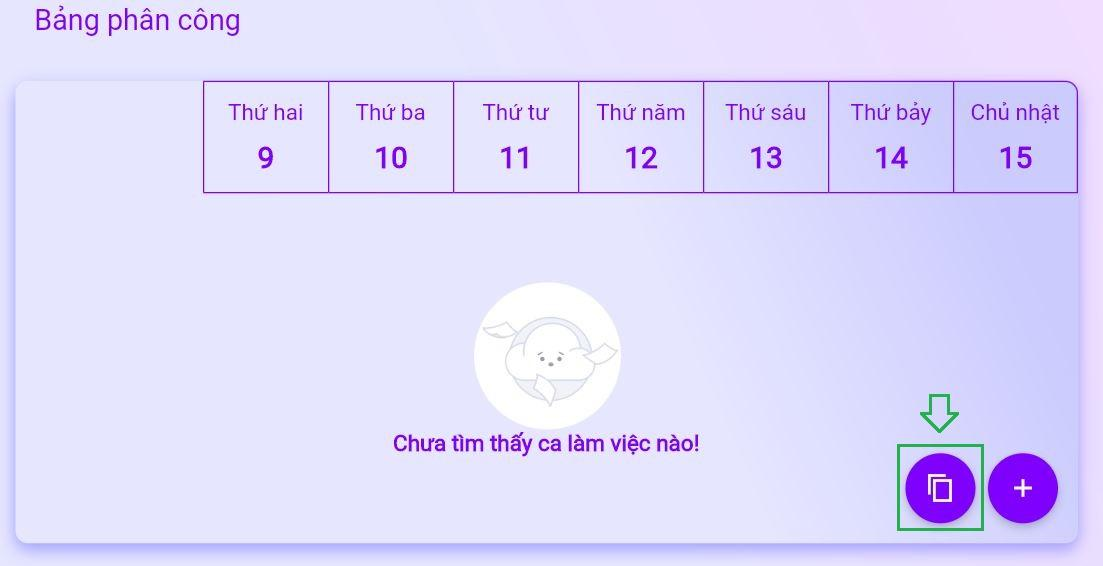 Bảng phân công
Thứ hai Thứ ba Thứ tư Thứ năm Thứ sáu Thứ bảy Chủ nhật
9 10 11 12 13 14 15
Chưa tìm thấy ca làm việc nào!